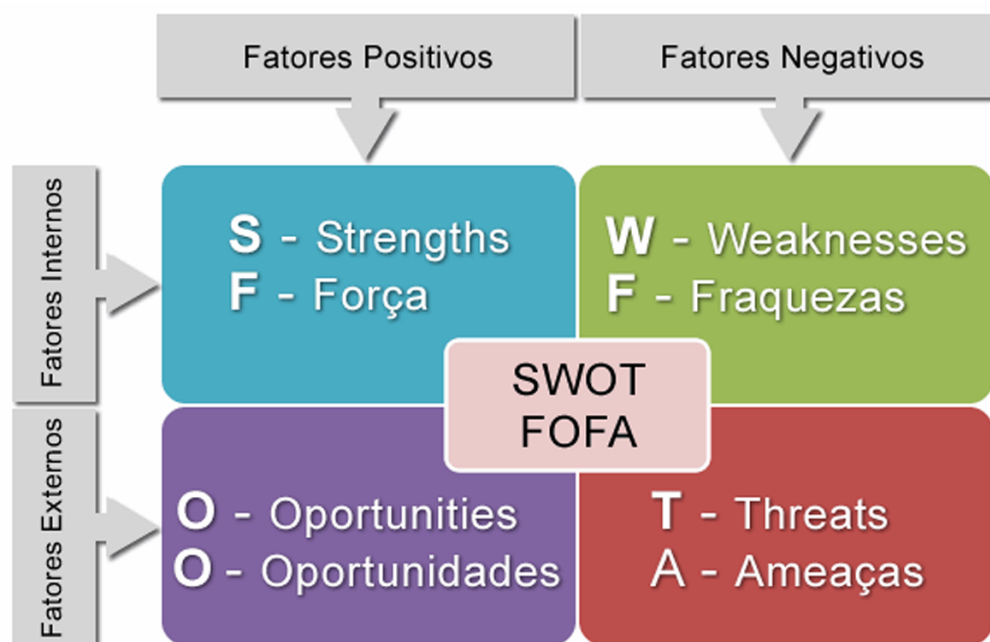 Fatores Positivos
Fatores Negativos
Fatores Internos
S - Strengths
F - Força
W - Weaknesses
F - Fraquezas
SWOT
FOFA
Fatores Externos
O - Oportunities
O - Oportunidades
T - Threats
A - Ameaças